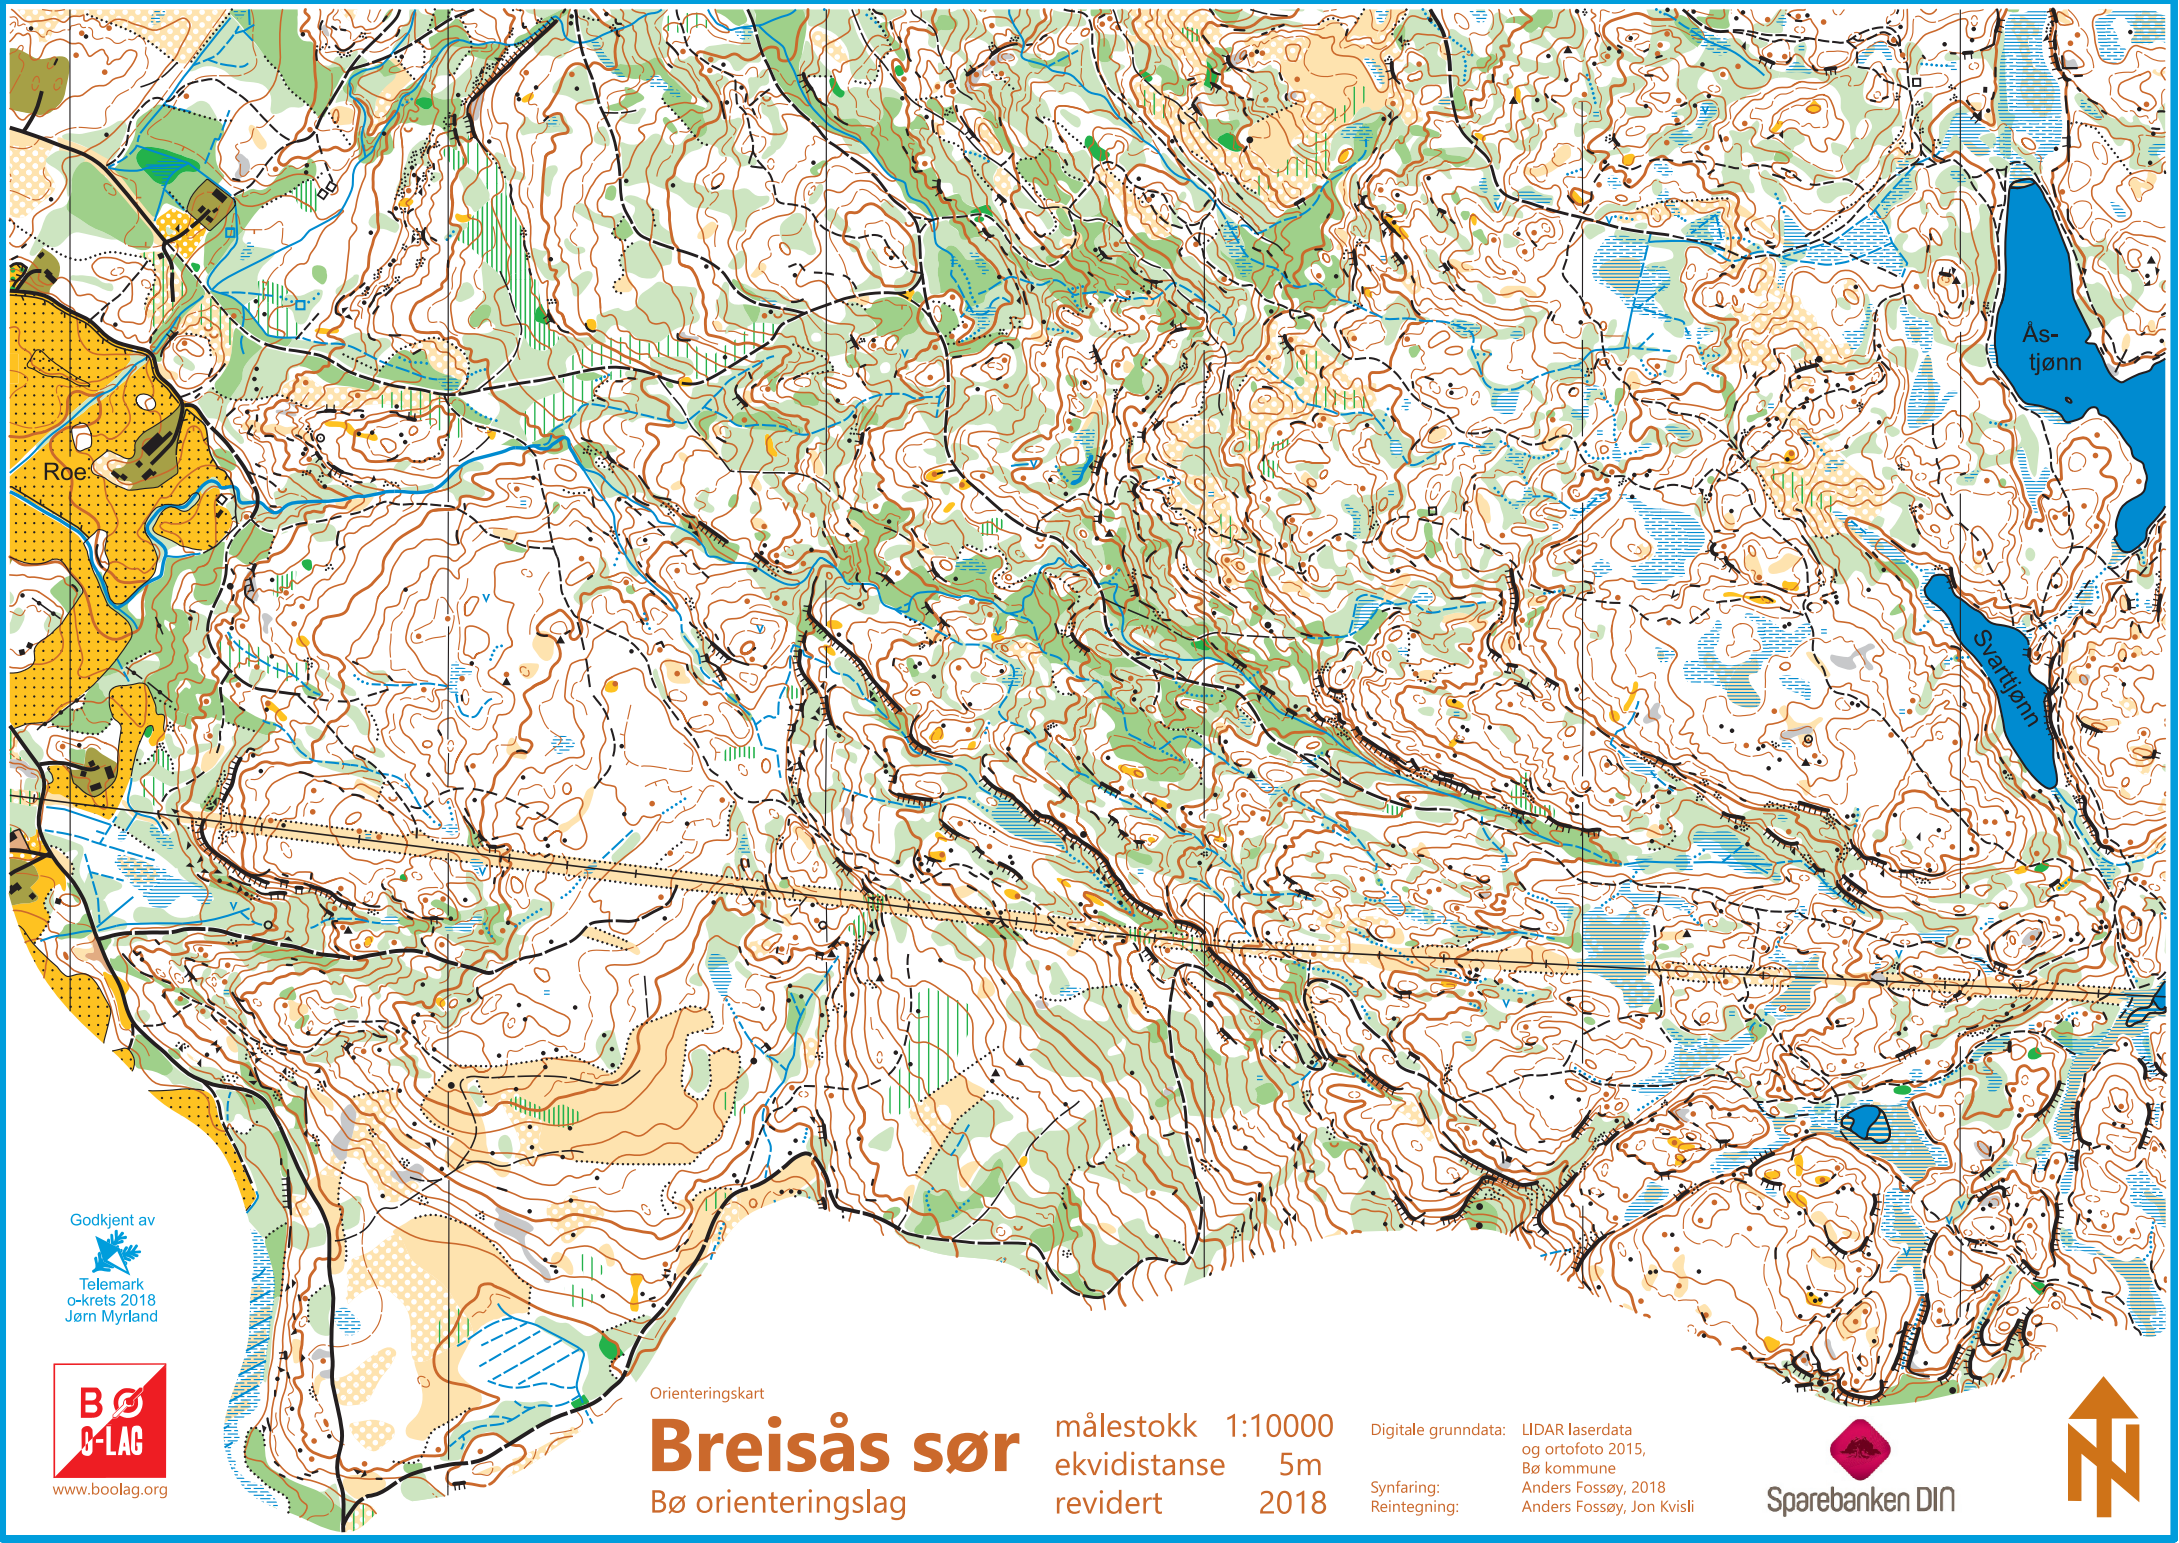 Ås-
tjønn
Roe
Svarttjønn
Godkjent av
Telemark
o-krets 2018
Jørn Myrland
BØ
O-LAG
www.boolag.org
Orienteringskart
Breisås sør
Bø orienteringslag
målestokk 1:10000
ekvidistanse 5m
revidert 2018
Digitale grunndata: LIDAR laserdata
og ortofoto 2015,
Bø kommune
Synfaring: Anders Fossøy, 2018
Reintegning: Anders Fossøy, Jon Kvisli
Sparebanken DIN
N